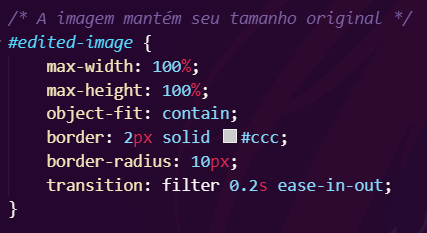 /* A imagem mantém seu tamanho original */
#edited-image {
    max-width: 100%;
    max-height: 100%;
    object-fit: contain;
    border: 2px solid #ccc;
    border-radius: 10px;
    transition: filter 0.2s ease-in-out;
}